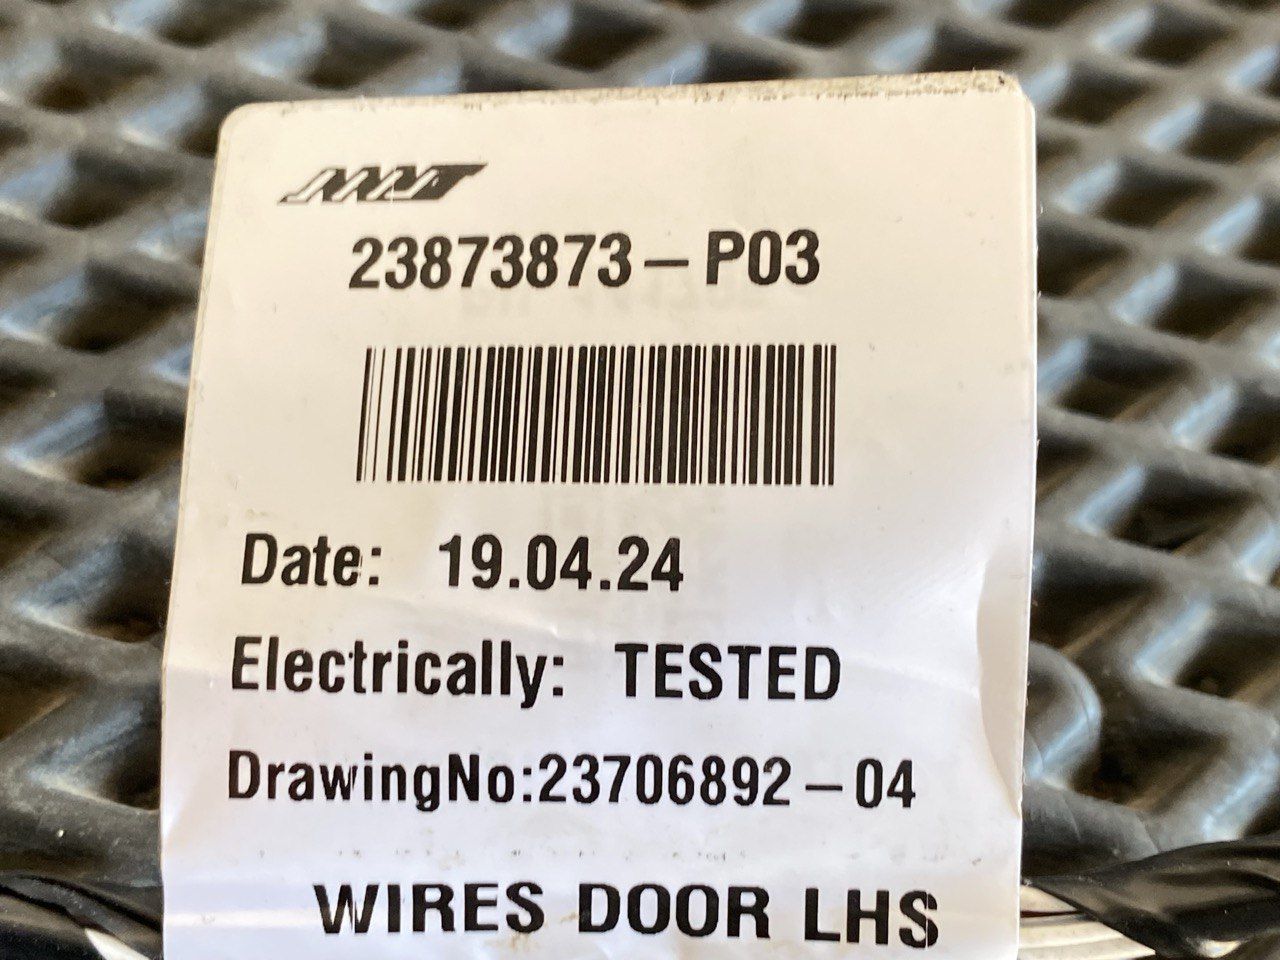 23873873-P03
Date: 19.04.24
Electrically: TESTED
DrawingNo:23706892-04
WIRES DOOR LHS